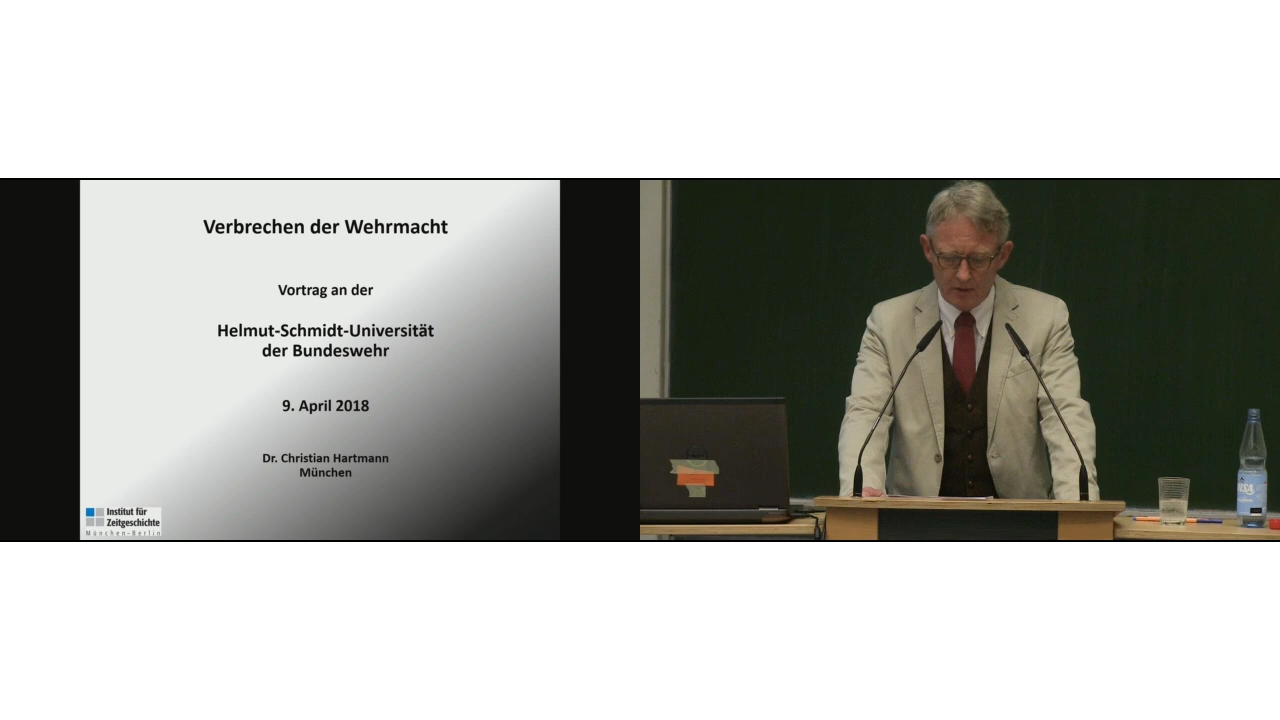 Verbrechen der Wehrmacht
Vortrag an der
Helmut-Schmidt-Universität
der Bundeswehr
9. April 2018
Dr. Christian Hartmann
München
Institut für
Zeitgeschichte
München-Berlin